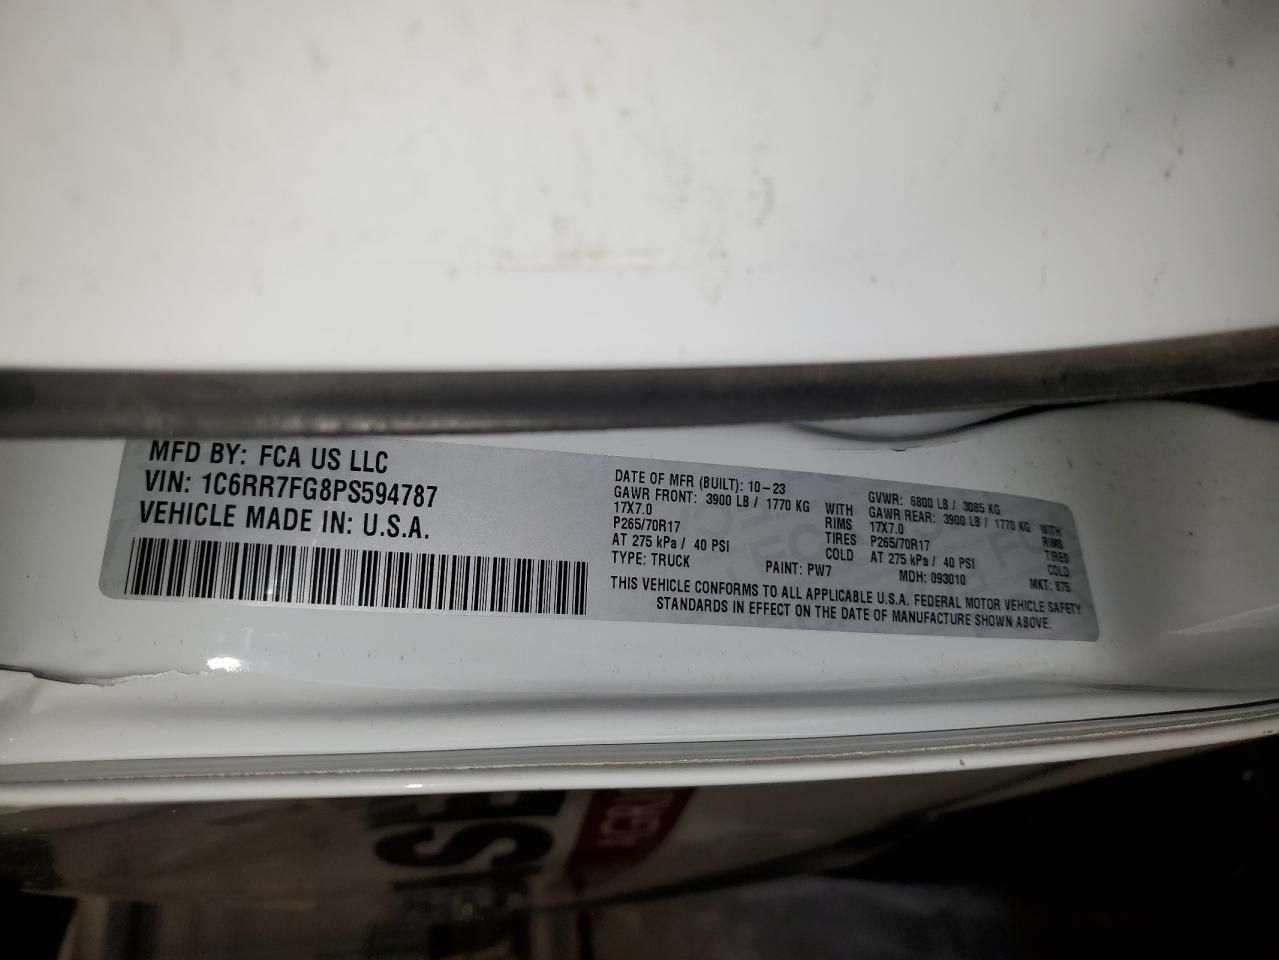 MFD BY: FCA US LLC
VIN: 1C6RR7FG8PS594787
VEHICLE MADE IN: U.S.A.
DATE OF MFR (BUILT): 10-23 GVWR: 6800 LB / 3085 KG
GAWR FRONT: 3900 LB / 1770 KG WITH GAWR REAR: 3900 LB / 1770 KG WITH
17X7.0 RIMS 17X7.0 RIMS
P265/70R17 TIRES P265/70R17 TIRES
AT 275 kPa / 40 PSI COLD AT 275 kPa / 40 PSI COLD
TYPE: TRUCK PAINT: PW7 MDH: 093010 MKT: 875
THIS VEHICLE CONFORMS TO ALL APPLICABLE U.S.A. FEDERAL MOTOR VEHICLE SAFETY
STANDARDS IN EFFECT ON THE DATE OF MANUFACTURE SHOWN ABOVE.